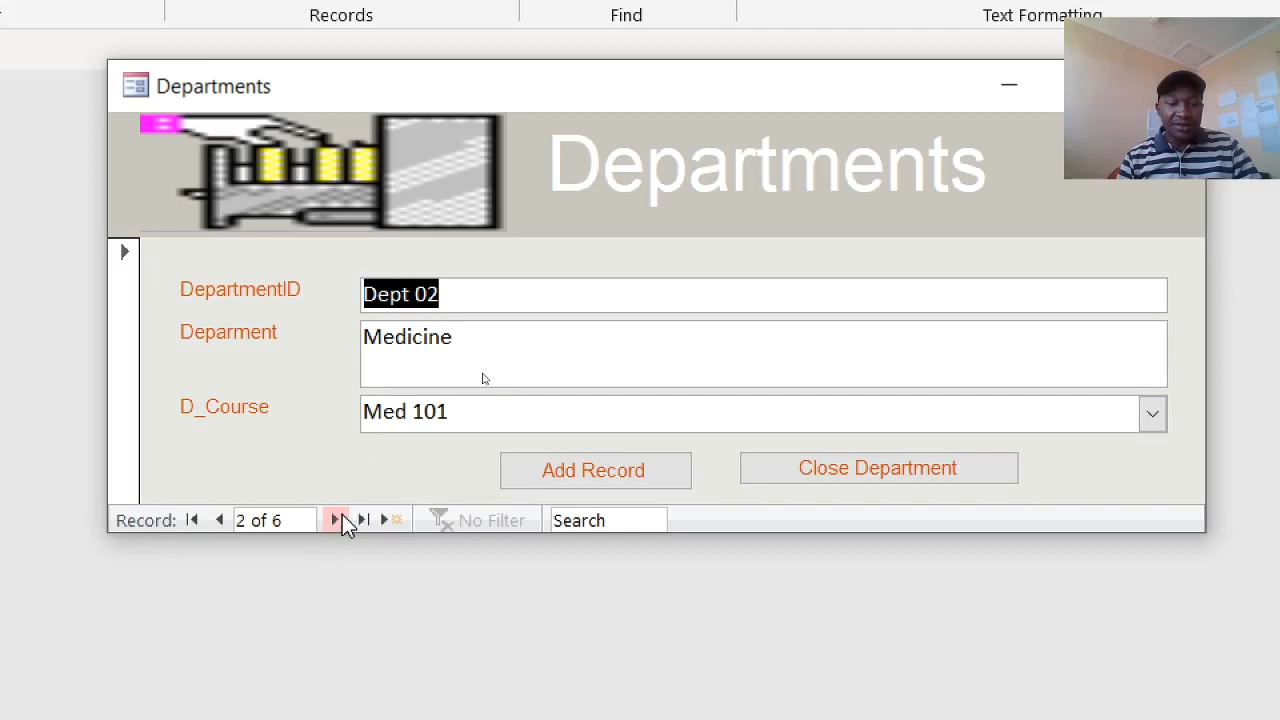 Records
Find
Text Formatting
Departments
Departments
DepartmentID
Dept 02
Deparment
Medicine
D_Course
Med 101
Add Record
Close Department
Record:
2 of 6
No Filter
Search